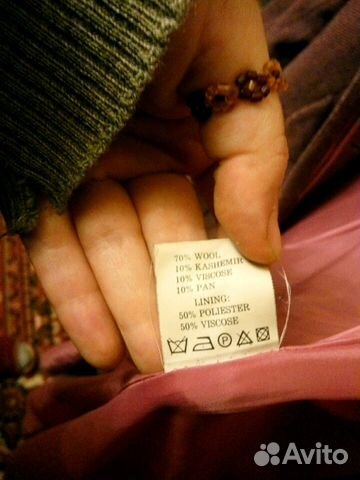 70% WOOL
10% KASHEMIR
10% VISCOSE
10% PAN
LINING:
50% POLIESTER
50% VISCOSE
P
Avito